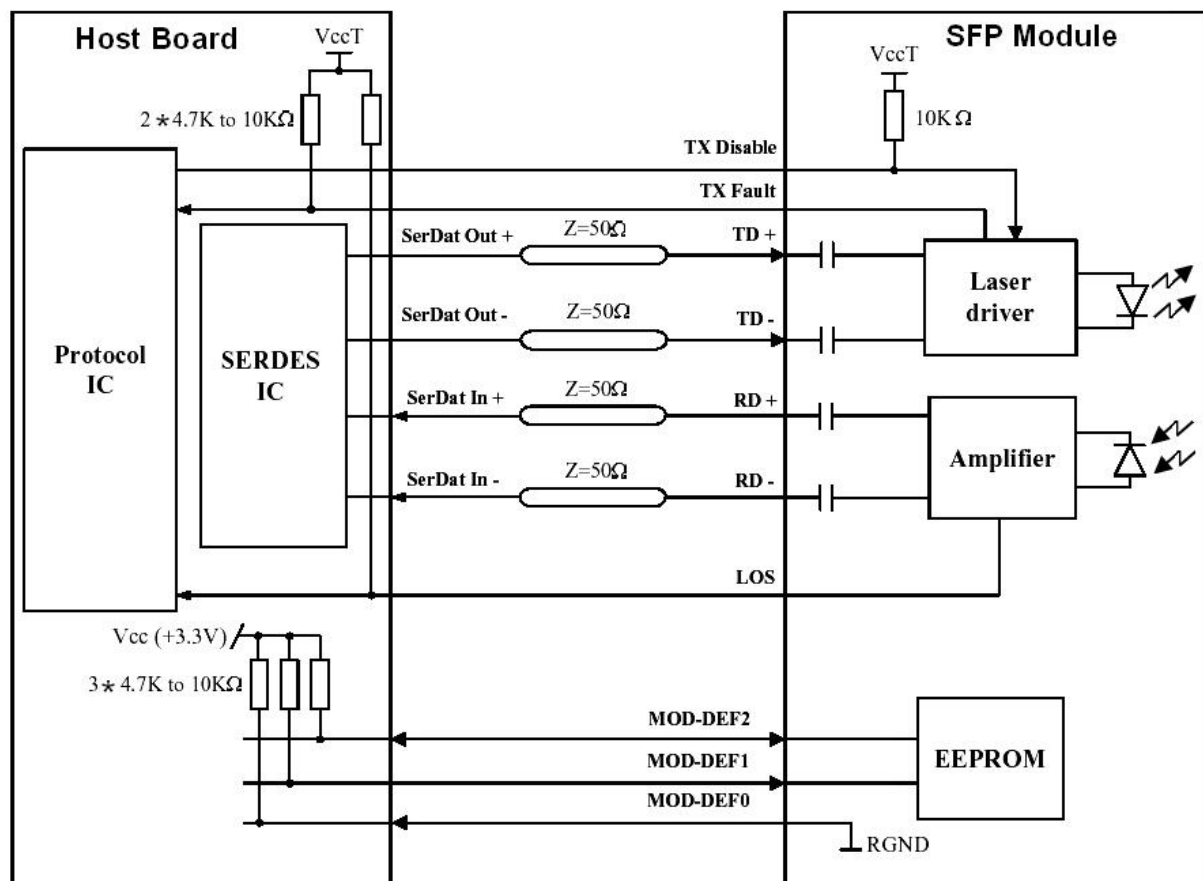 Host Board
SFP Module
VccT
VccT
2*4.7K to 10KΩ
10KΩ
TX Disable
TX Fault
SerDat Out +
Z=50Ω
TD +
Laser
driver
SerDat Out -
Z=50Ω
TD -
Protocol
IC
SERDES
IC
SerDat In +
Z=50Ω
RD +
Amplifier
SerDat In -
Z=50Ω
RD -
LOS
Vcc (+3.3V)
3*4.7K to 10KΩ
MOD-DEF2
MOD-DEF1
EEPROM
MOD-DEF0
RGND